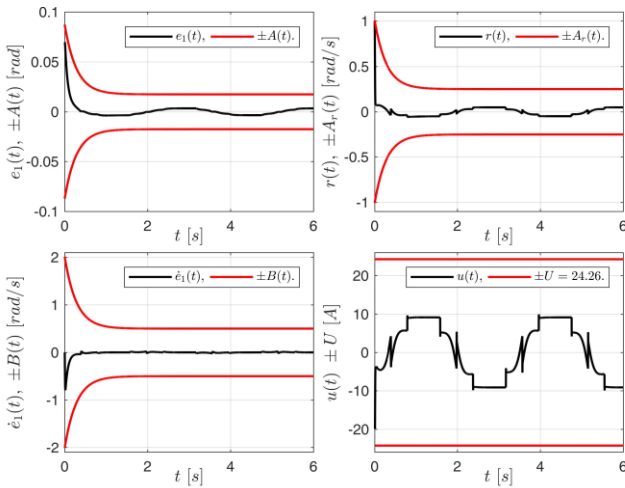 0.1
0.05
0
-0.05
-0.1
0 2 4 6
t [s]
e₁(t), ±A(t) [rad]
e₁(t), ±A(t).
1
0.5
0
-0.5
-1
0 2 4 6
t [s]
r(t), ±Aᵣ(t) [rad/s]
r(t), ±Aᵣ(t).
2
1
0
-1
-2
0 2 4 6
t [s]
ė₁(t), ±B(t) [rad/s]
ė₁(t), ±B(t).
20
10
0
-10
-20
0 2 4 6
t [s]
u(t) ±U [A]
u(t), ±U = 24.26.